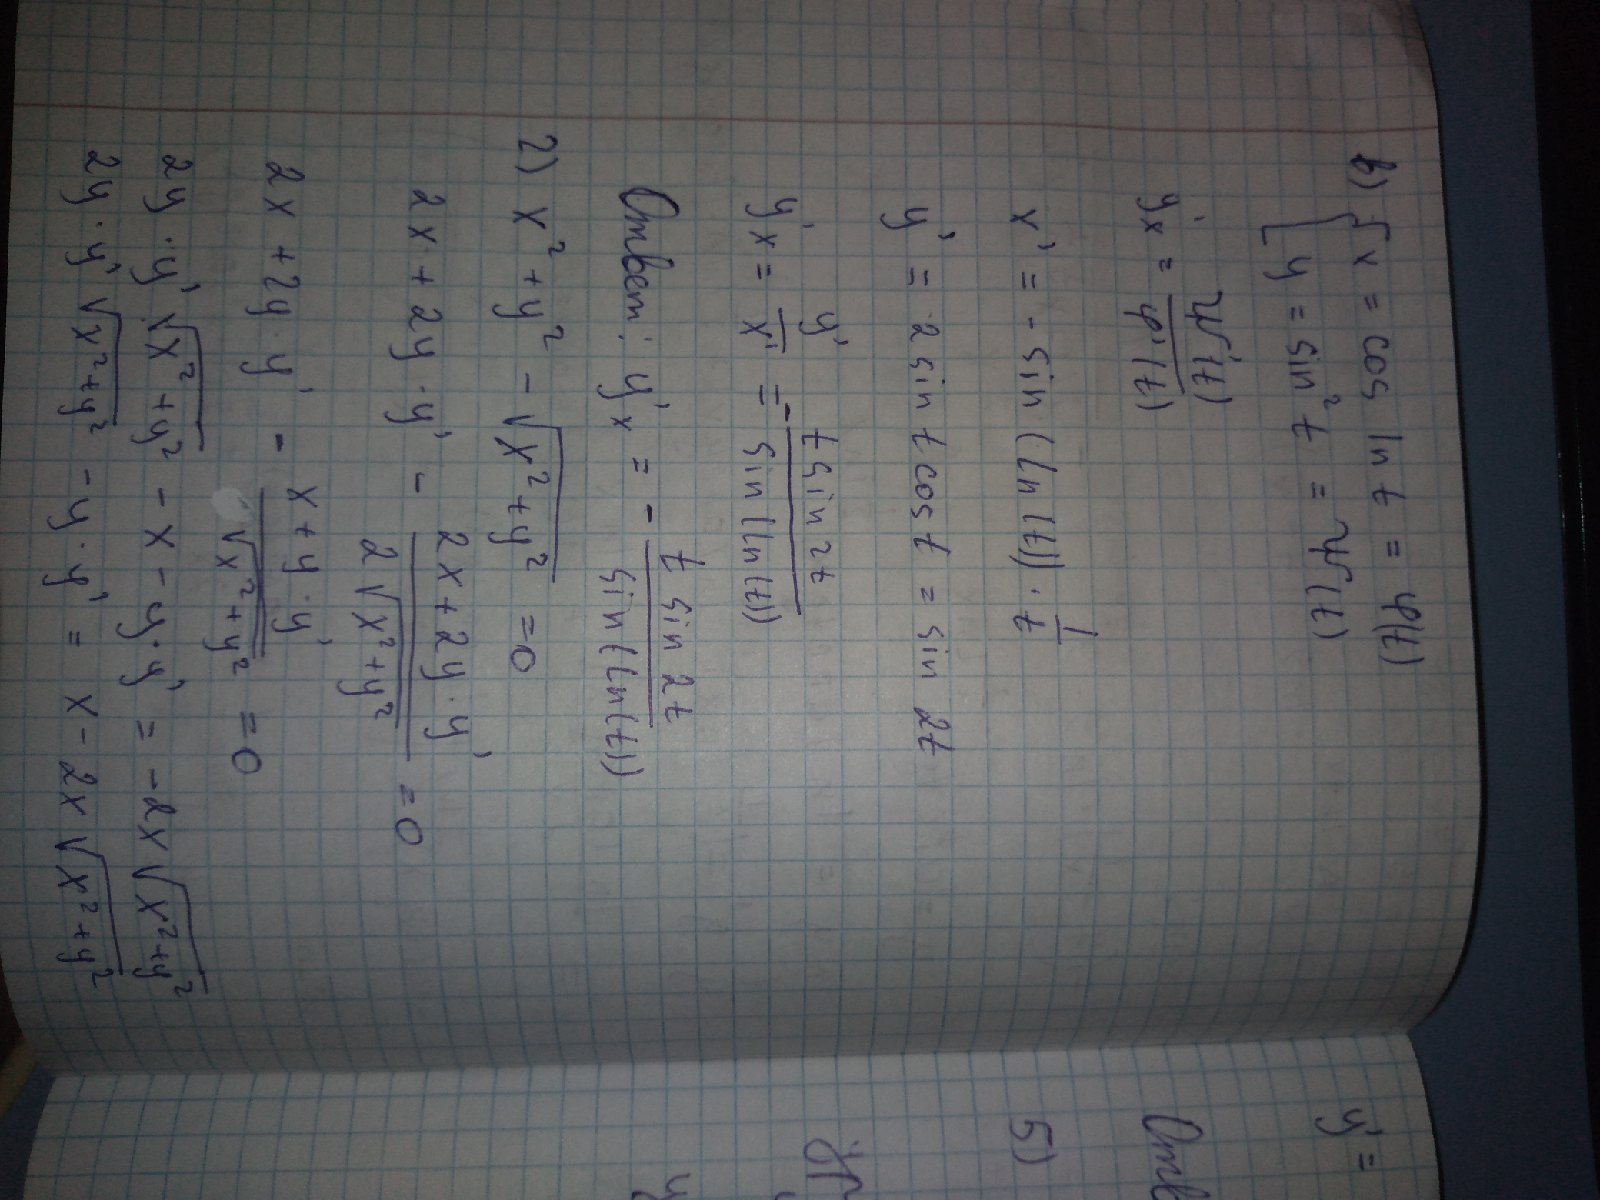 в) { x = cos ln t = φ(t)
y = sin² t = ψ(t)
y'x = ψ'(t) / φ'(t)
x' = - sin (ln(t)) · 1/t
y' = 2 sin t cos t = sin 2t
y'x = y'/x' = - t sin 2t / sin(ln(t))
Ответ: y'x = - t sin 2t / sin(ln(t))
2) x² + y² - √(x² + y²) = 0
2x + 2y · y' - (2x + 2y · y') / (2√(x² + y²)) = 0
2x + 2y · y' - (x + y · y') / √(x² + y²) = 0
2y · y' √(x² + y²) - x - y · y' = -2x √(x² + y²)
2y · y' √(x² + y²) - y · y' = x - 2x √(x² + y²)
y' =
5)
y